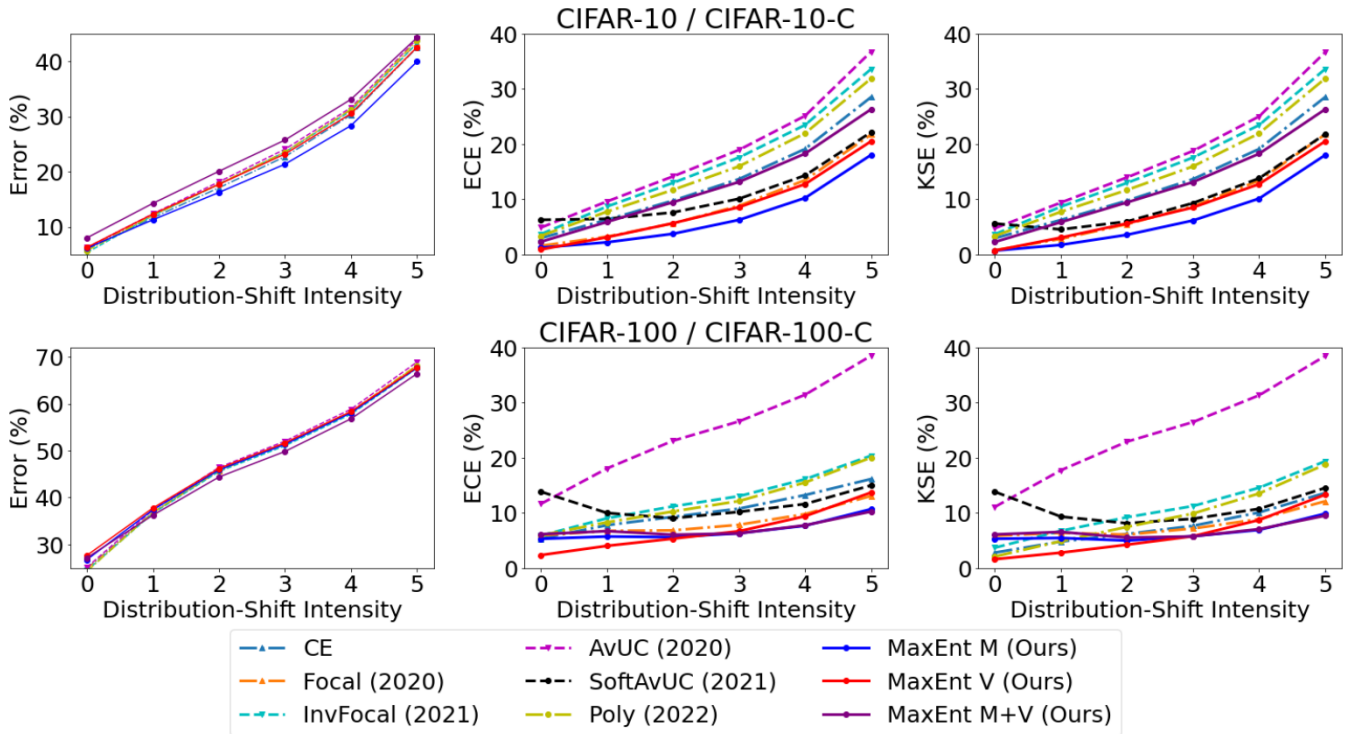 CIFAR-10 / CIFAR-10-C
Error (%)
40
30
20
10
0 1 2 3 4 5
Distribution-Shift Intensity
ECE (%)
40
30
20
10
0
0 1 2 3 4 5
Distribution-Shift Intensity
KSE (%)
40
30
20
10
0
0 1 2 3 4 5
Distribution-Shift Intensity
CIFAR-100 / CIFAR-100-C
Error (%)
70
60
50
40
30
0 1 2 3 4 5
Distribution-Shift Intensity
ECE (%)
40
30
20
10
0
0 1 2 3 4 5
Distribution-Shift Intensity
KSE (%)
40
30
20
10
0
0 1 2 3 4 5
Distribution-Shift Intensity
CE
Focal (2020)
InvFocal (2021)
AvUC (2020)
SoftAvUC (2021)
Poly (2022)
MaxEnt M (Ours)
MaxEnt V (Ours)
MaxEnt M+V (Ours)